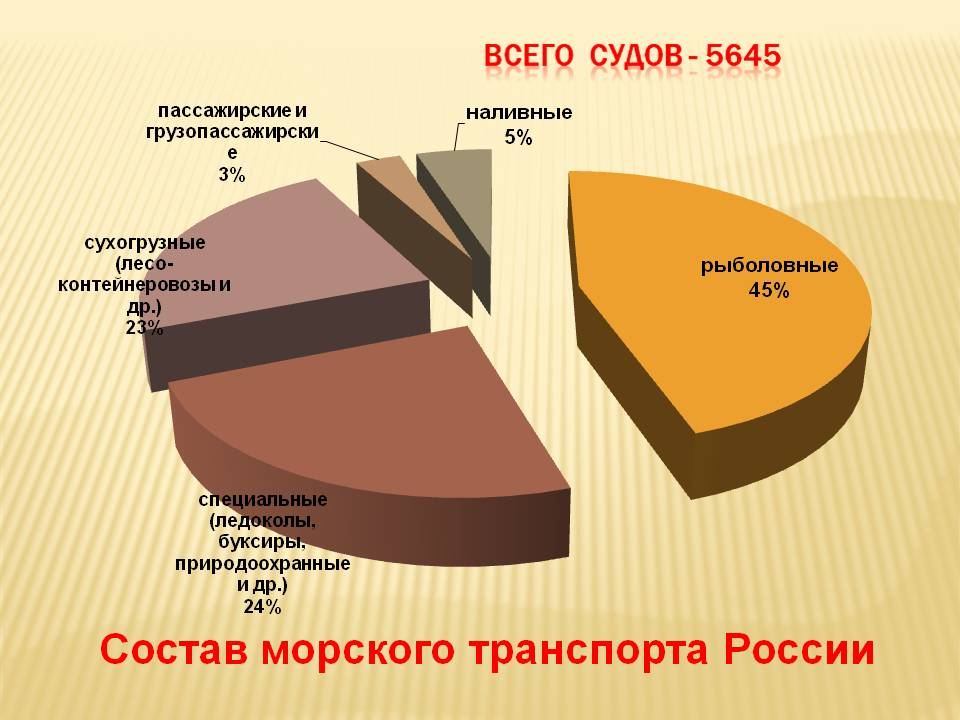 ВСЕГО СУДОВ - 5645
пассажирские и
грузопассажирски
е
3%
наливные
5%
рыболовные
45%
сухогрузные
(лесо-
контейнеровозы и
др.)
23%
специальные
(ледоколы,
буксиры,
природоохранные
и др.)
24%
Состав морского транспорта России